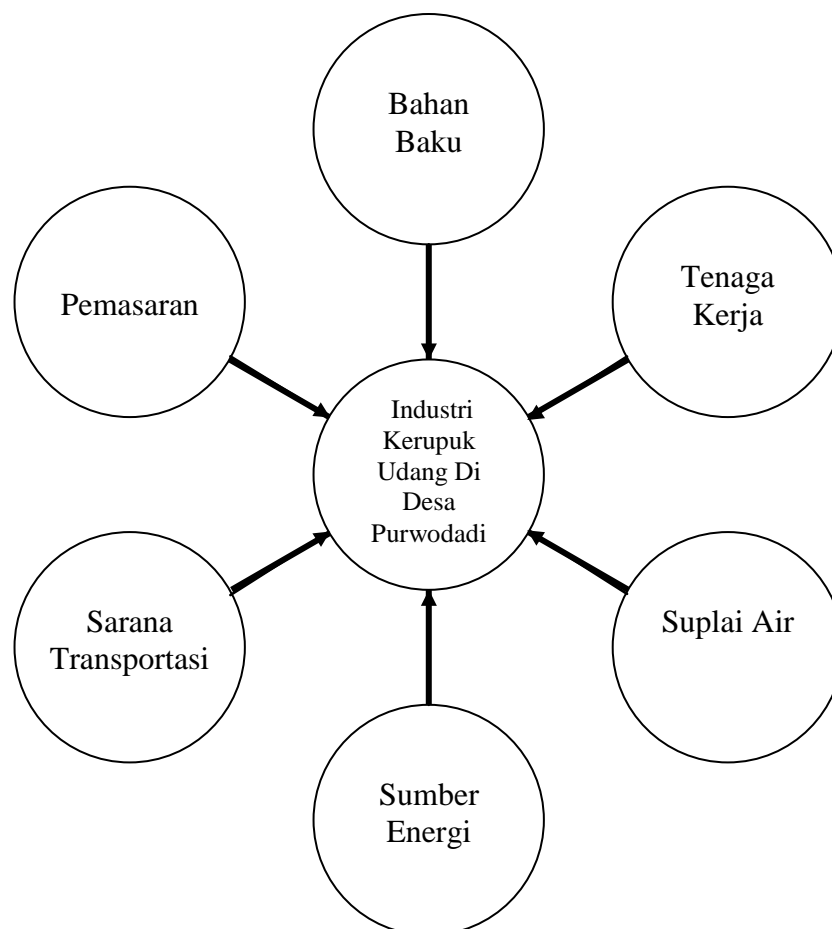 Bahan
Baku
Pemasaran
Tenaga
Kerja
Industri
Kerupuk
Udang Di
Desa
Purwodadi
Sarana
Transportasi
Suplai Air
Sumber
Energi